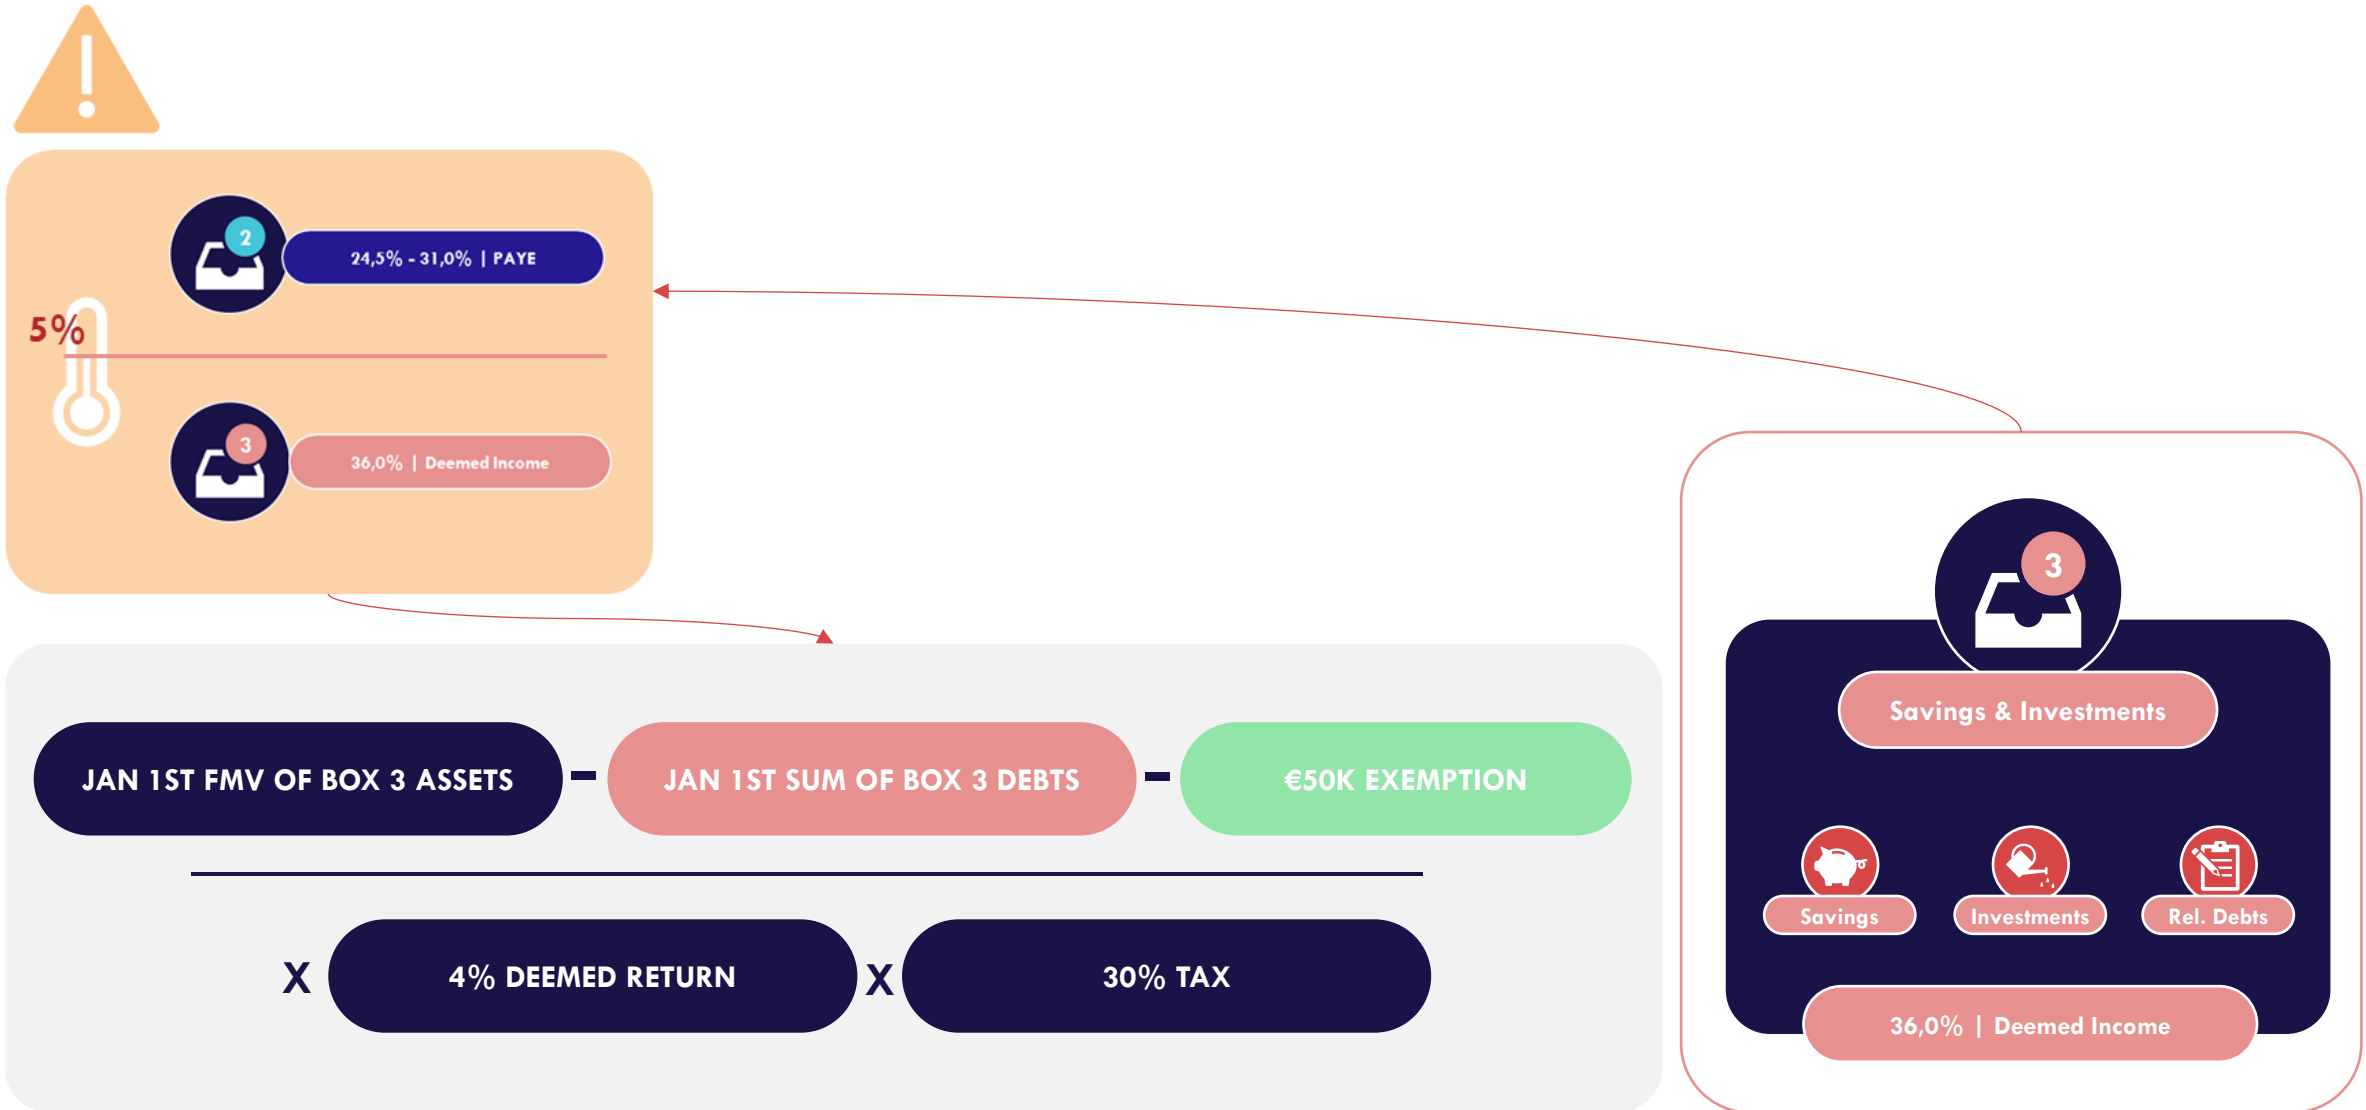 2
24,5% - 31,0% | PAYE
5%
3
36,0% | Deemed Income
JAN 1ST FMV OF BOX 3 ASSETS - JAN 1ST SUM OF BOX 3 DEBTS - €50K EXEMPTION
X 4% DEEMED RETURN X 30% TAX
3
Savings & Investments
Savings Investments Rel. Debts
36,0% | Deemed Income